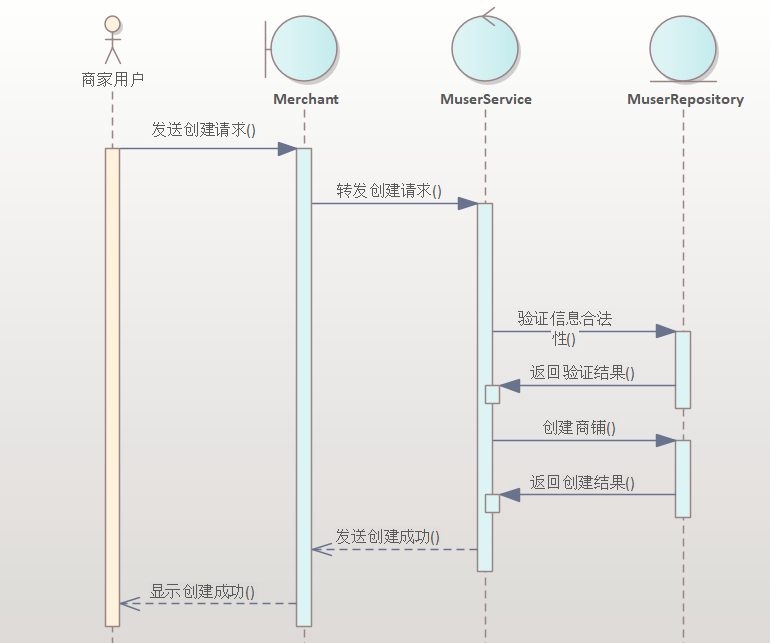 商家用户
Merchant
MuserService
MuserRepository
发送创建请求()
转发创建请求()
验证信息合法
性()
返回验证结果()
创建商铺()
返回创建结果()
发送创建成功()
显示创建成功()